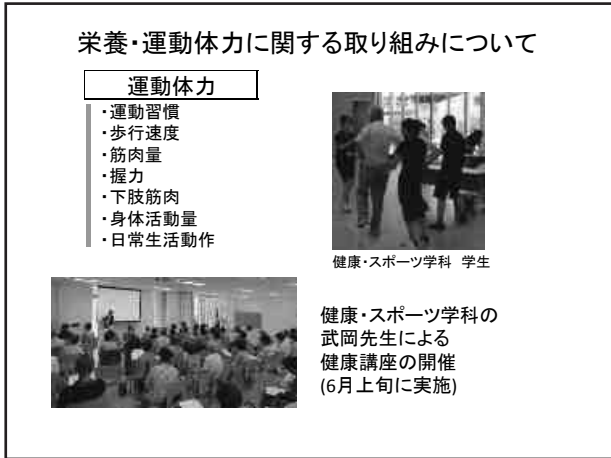 栄養・運動体力に関する取り組みについて
運動体力
・運動習慣
・歩行速度
・筋肉量
・握力
・下肢筋肉
・身体活動量
・日常生活動作
健康・スポーツ学科 学生
健康・スポーツ学科の
武岡先生による
健康講座の開催
(6月上旬に実施)